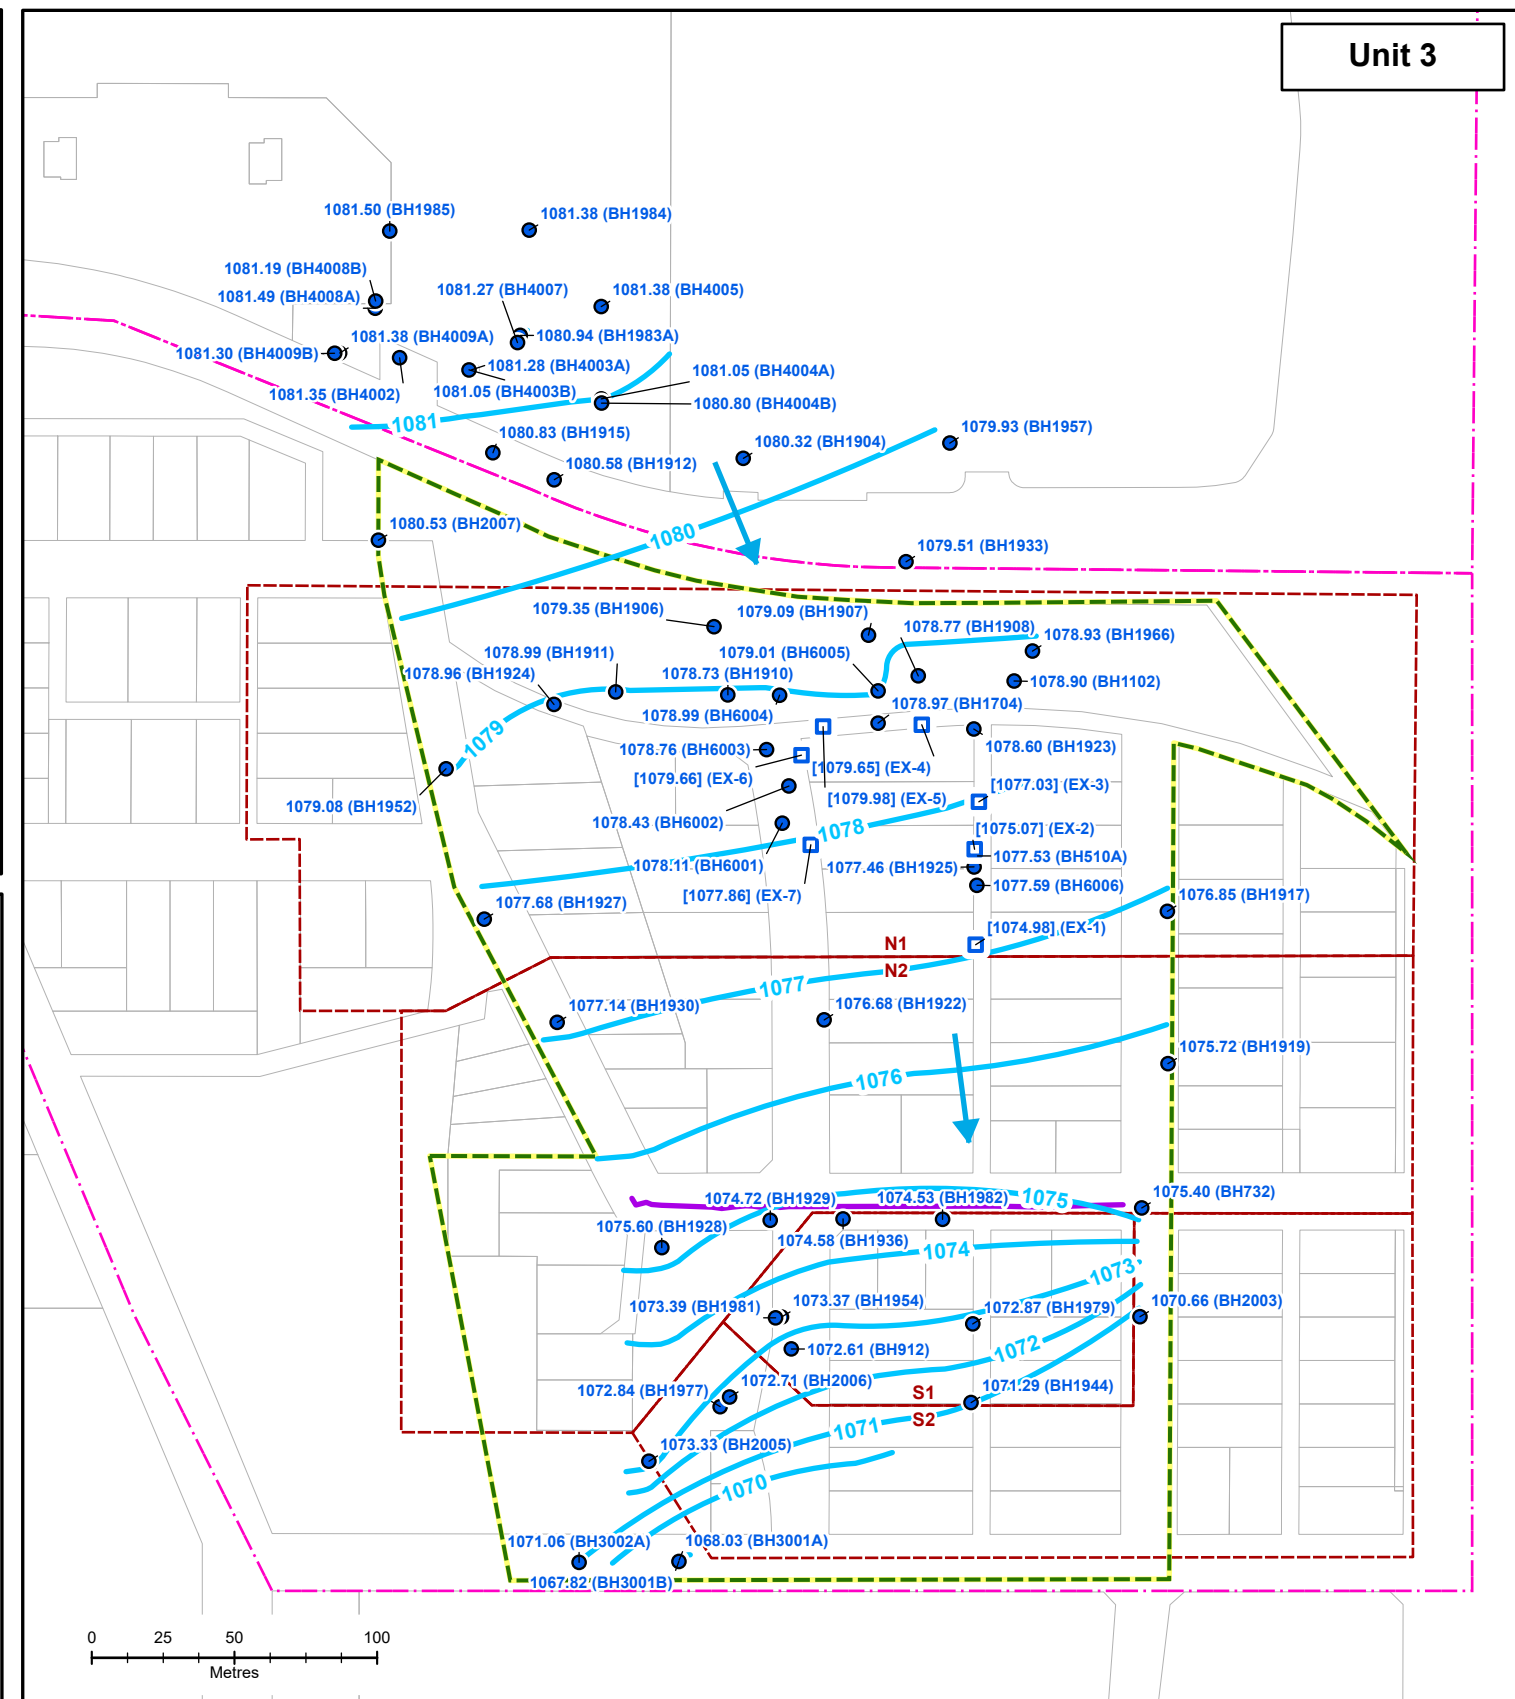 Unit 3
1081.50 (BH1985)
1081.38 (BH1984)
1081.19 (BH4008B)
1081.49 (BH4008A)
1081.27 (BH4007)
1081.38 (BH4005)
1081.38 (BH4009A)
1080.94 (BH1983A)
1081.30 (BH4009B)
1081.28 (BH4003A)
1081.05 (BH4004A)
1081.35 (BH4002)
1081.05 (BH4003B)
1080.80 (BH4004B)
1081
1080.83 (BH1915)
1080.32 (BH1904)
1079.93 (BH1957)
1080.58 (BH1912)
1080.53 (BH2007)
1080
1079.51 (BH1933)
1079.35 (BH1906)
1079.09 (BH1907)
1078.77 (BH1908)
1078.93 (BH1966)
1078.99 (BH1911)
1079.01 (BH6005)
1078.96 (BH1924)
1078.73 (BH1910)
1078.90 (BH1102)
1078.97 (BH1704)
1078.99 (BH6004)
1079
1078.76 (BH6003)
1078.60 (BH1923)
[1079.65] (EX-4)
[1079.66] (EX-6)
[1077.03] (EX-3)
1079.08 (BH1952)
[1079.98] (EX-5)
1078.43 (BH6002)
1078
[1075.07] (EX-2)
1077.53 (BH510A)
1078.11 (BH6001)
1077.46 (BH1925)
1077.59 (BH6006)
[1077.86] (EX-7)
1076.85 (BH1917)
1077.68 (BH1927)
[1074.98] (EX-1)
N1
N2
1077
1077.14 (BH1930)
1076.68 (BH1922)
1075.72 (BH1919)
1076
1075.40 (BH732)
1074.72 (BH1929)
1074.53 (BH1982)
1075
1075.60 (BH1928)
1074.58 (BH1936)
1074
1073
1073.39 (BH1981)
1073.37 (BH1954)
1072.87 (BH1979)
1070.66 (BH2003)
1072.61 (BH912)
1072
1072.84 (BH1977)
1072.71 (BH2006)
1071.29 (BH1944)
S1
S2
1071
1073.33 (BH2005)
1070
1071.06 (BH3002A)
1068.03 (BH3001A)
1067.82 (BH3001B)
0 25 50 100
Metres